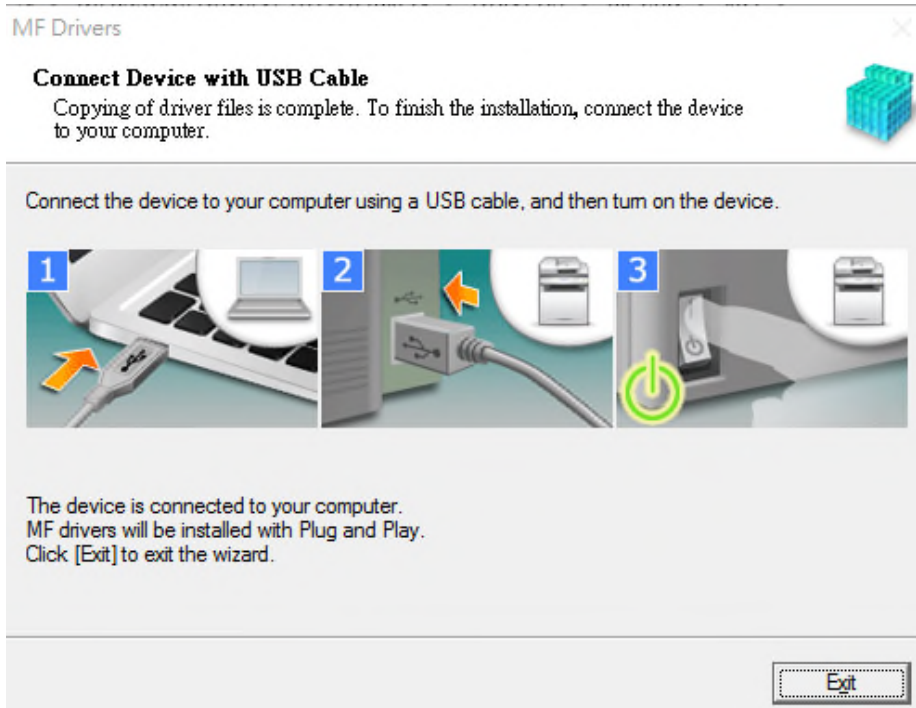 MF Drivers
Connect Device with USB Cable
Copying of driver files is complete. To finish the installation, connect the device
to your computer.
Connect the device to your computer using a USB cable, and then turn on the device.
1
2
3
The device is connected to your computer.
MF drivers will be installed with Plug and Play.
Click [Exit] to exit the wizard.
Exit